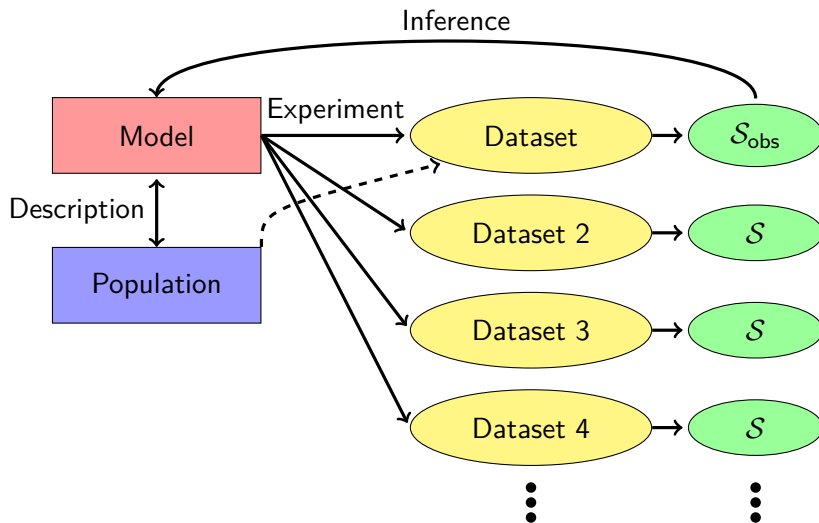 Inference
Experiment
Model
Dataset
𝒮obs
Description
Dataset 2
𝒮
Population
Dataset 3
𝒮
Dataset 4
𝒮